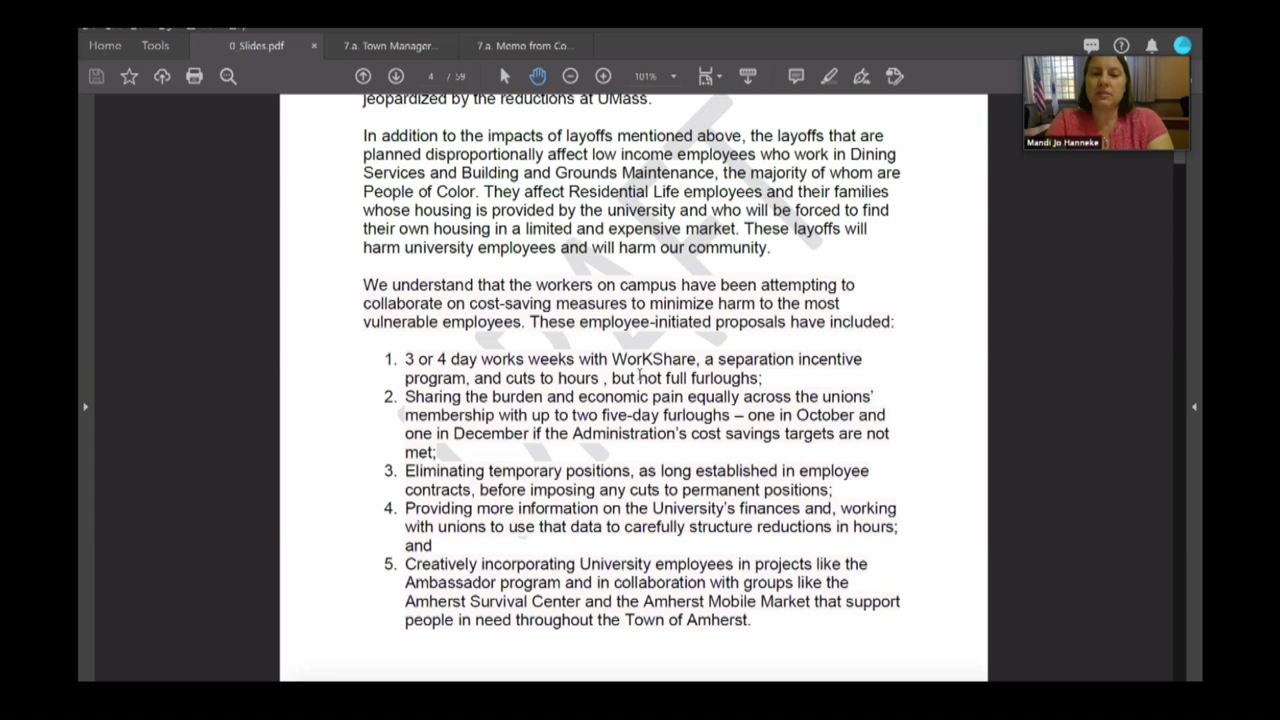 Home Tools 0_Slides.pdf × 7.a. Town Manager... 7.a. Memo from Co...
4 / 59 101%
jeopardized by the reductions at UMass.
In addition to the impacts of layoffs mentioned above, the layoffs that are
planned disproportionally affect low income employees who work in Dining
Services and Building and Grounds Maintenance, the majority of whom are
People of Color. They affect Residential Life employees and their families
whose housing is provided by the university and who will be forced to find
their own housing in a limited and expensive market. These layoffs will
harm university employees and will harm our community.
We understand that the workers on campus have been attempting to
collaborate on cost-saving measures to minimize harm to the most
vulnerable employees. These employee-initiated proposals have included:
1. 3 or 4 day works weeks with WorKShare, a separation incentive
program, and cuts to hours , but not full furloughs;
2. Sharing the burden and economic pain equally across the unions'
membership with up to two five-day furloughs – one in October and
one in December if the Administration's cost savings targets are not
met;
3. Eliminating temporary positions, as long established in employee
contracts, before imposing any cuts to permanent positions;
4. Providing more information on the University's finances and, working
with unions to use that data to carefully structure reductions in hours;
and
5. Creatively incorporating University employees in projects like the
Ambassador program and in collaboration with groups like the
Amherst Survival Center and the Amherst Mobile Market that support
people in need throughout the Town of Amherst.
DRAFT
Mandi Jo Hanneke